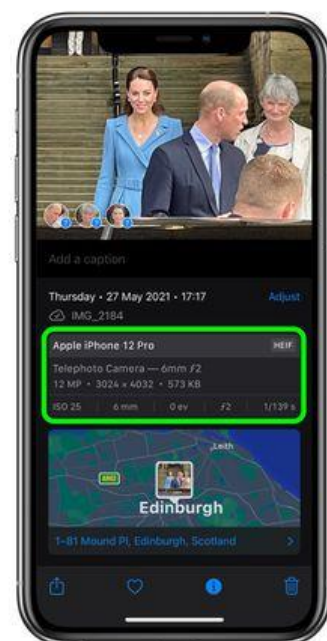 Add a caption
Thursday • 27 May 2021 • 17:17
Adjust
IMG_2184
Apple iPhone 12 Pro
HEIF
Telephoto Camera — 6mm ƒ2
12 MP • 3024 x 4032 • 573 KB
ISO 25
6 mm
0 ev
ƒ2
1/139 s
Leith
A902
Edinburgh
1–81 Mound Pl, Edinburgh, Scotland